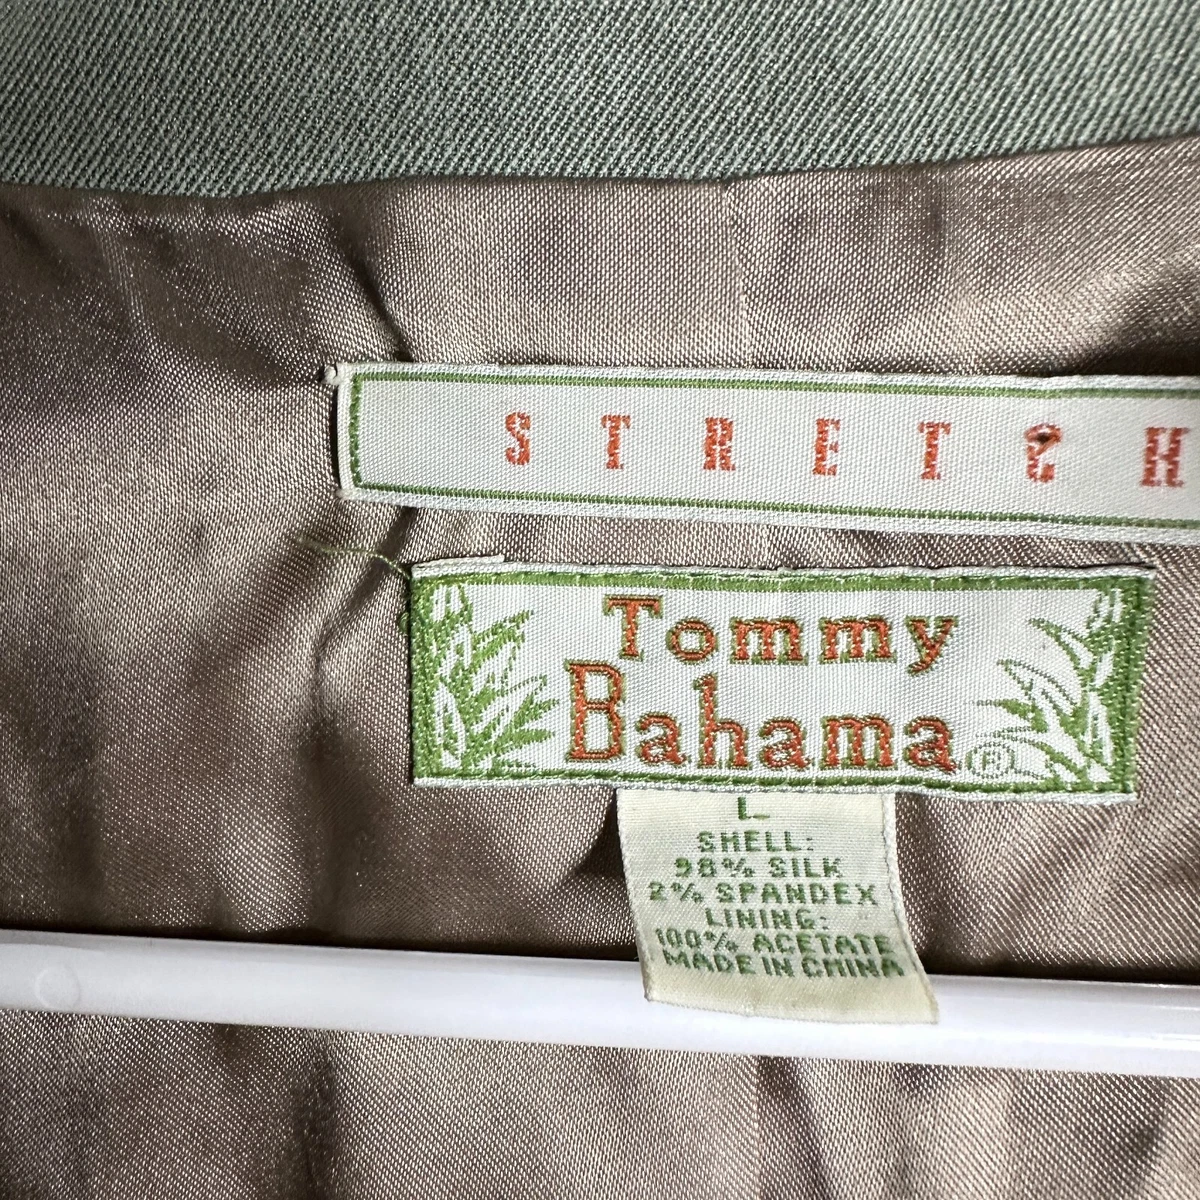 STRETCH
Tommy
Bahama®
L
SHELL:
98% SILK
2% SPANDEX
LINING:
100% ACETATE
MADE IN CHINA